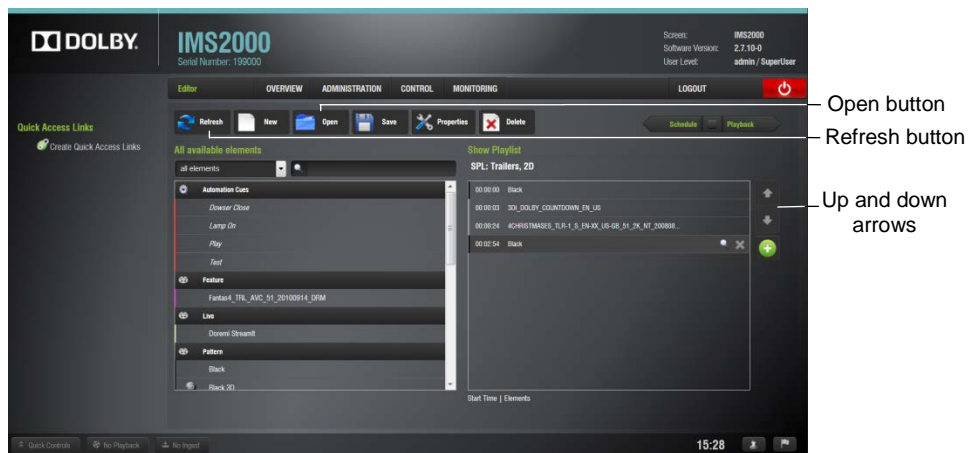 DOLBY.
IMS2000
Serial Number: 199000
Screen: IMS2000
Software Version: 2.7.10-0
User Level: admin / SuperUser
Editor OVERVIEW ADMINISTRATION CONTROL MONITORING LOGOUT
Quick Access Links
Create Quick Access Links
Refresh New Open Save Properties Delete
Schedule Playback
Open button
Refresh button
Up and down
arrows
All available elements
all elements
Automation Cues
Dowser Close
Lamp On
Play
Test
Feature
Fantas4_TRL_AVC_51_20100914_DRM
Live
Doremi StreamIt
Pattern
Black
Black 3D
Show Playlist
SPL: Trailers, 2D
00:00:00 Black
00:00:03 3DI_DOLBY_COUNTDOWN_EN_US
00:00:24 4CHRISTMASES_TLR-1_S_EN-XX_US-GB_51_2K_NT_200808...
00:02:54 Black
Start Time | Elements
Quick Controls No Playback No Ingest
15:28